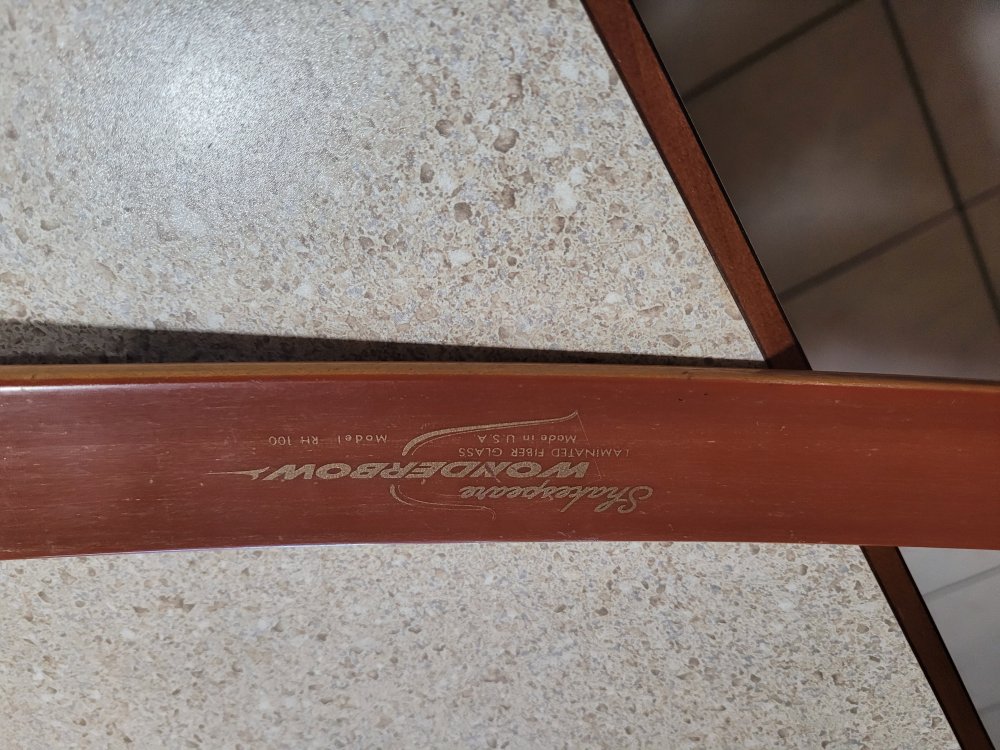 Shakespeare
WONDERBOW
LAMINATED FIBER GLASS
Made in U.S.A
Model RH 100